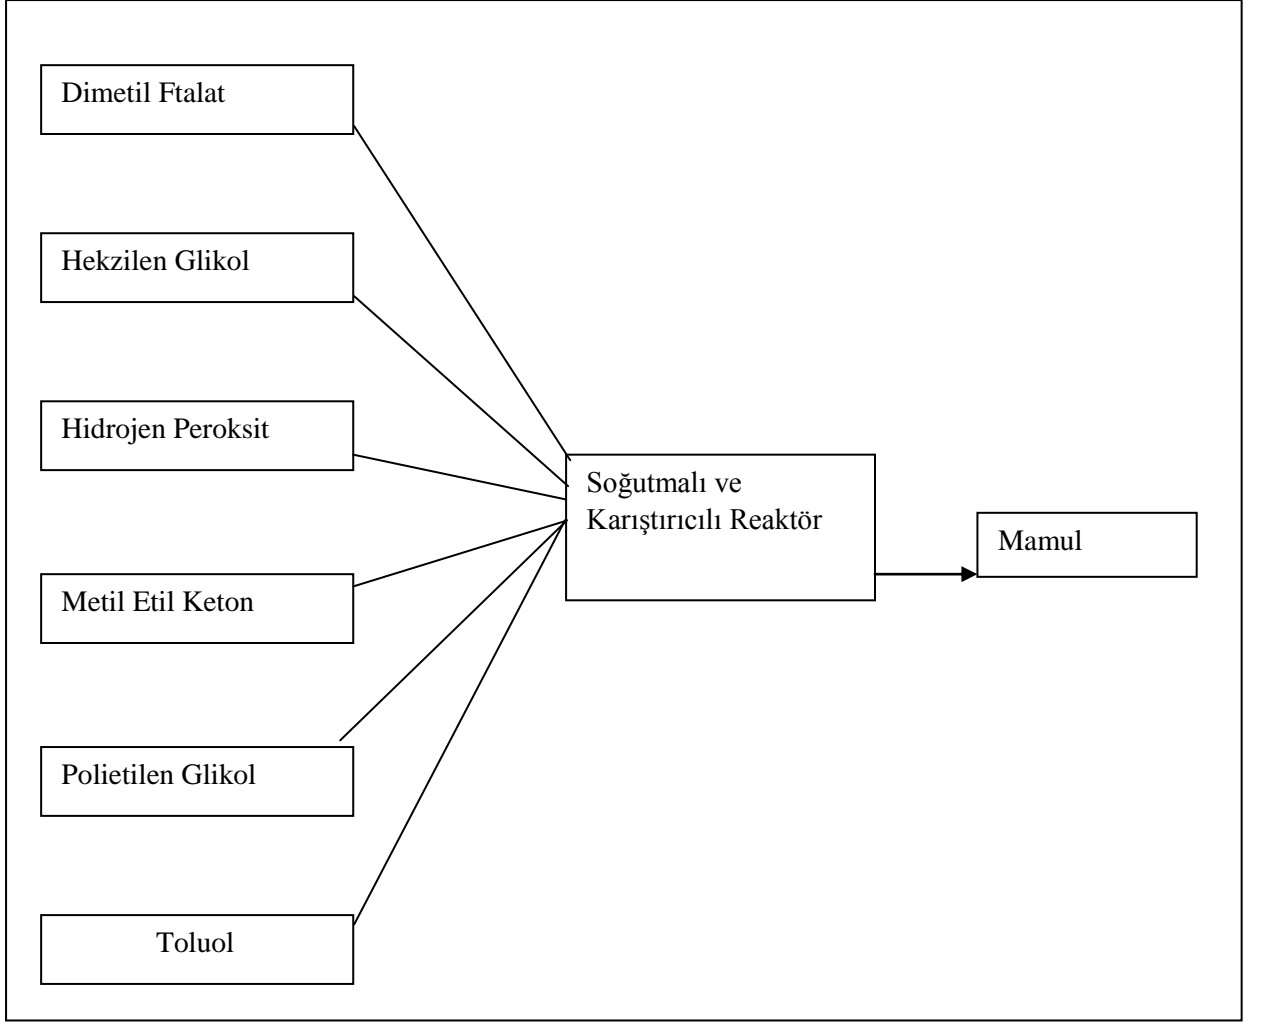 Dimetil Ftalat
Hekzilen Glikol
Hidrojen Peroksit
Metil Etil Keton
Polietilen Glikol
Toluol
Soğutmalı ve
Karıştırıcılı Reaktör
Mamul